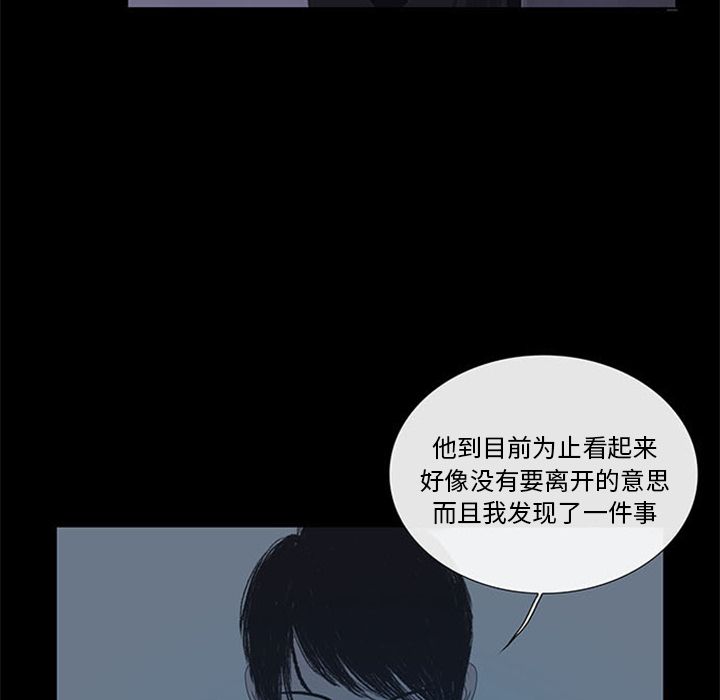 他到目前为止看起来
好像没有要离开的意思
而且我发现了一件事